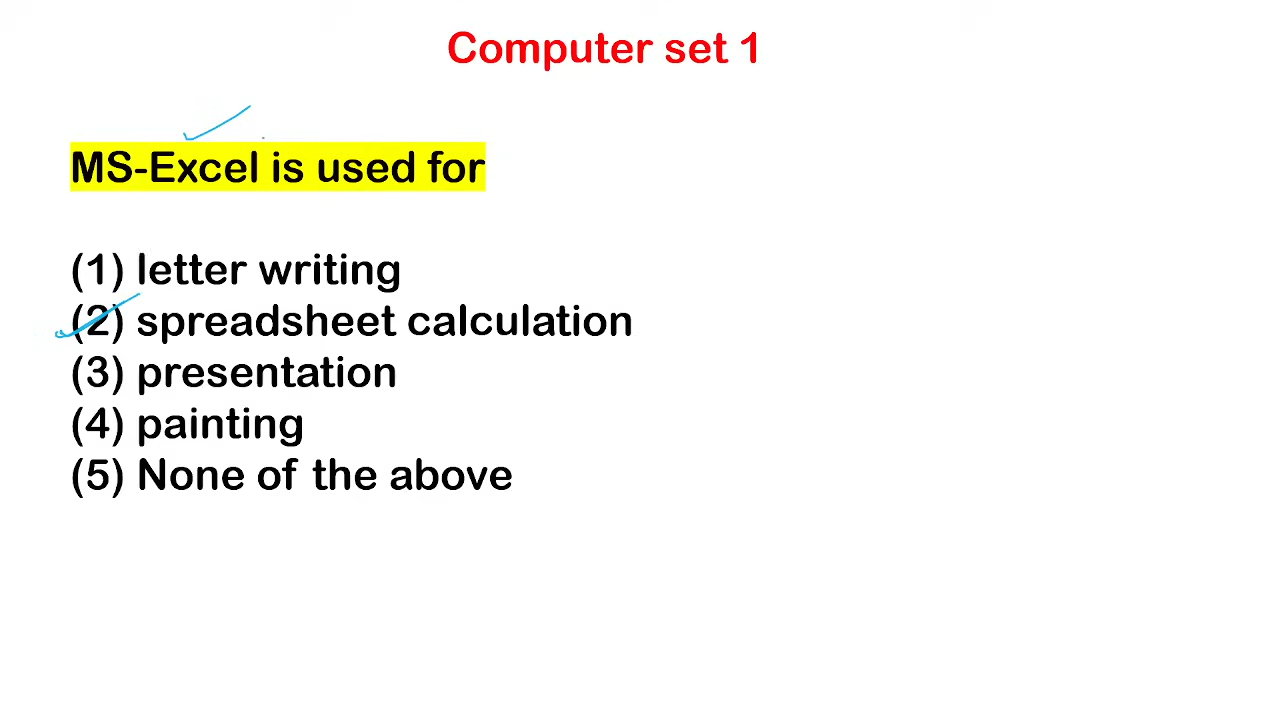 Computer set 1
MS-Excel is used for
(1) letter writing
(2) spreadsheet calculation
(3) presentation
(4) painting
(5) None of the above